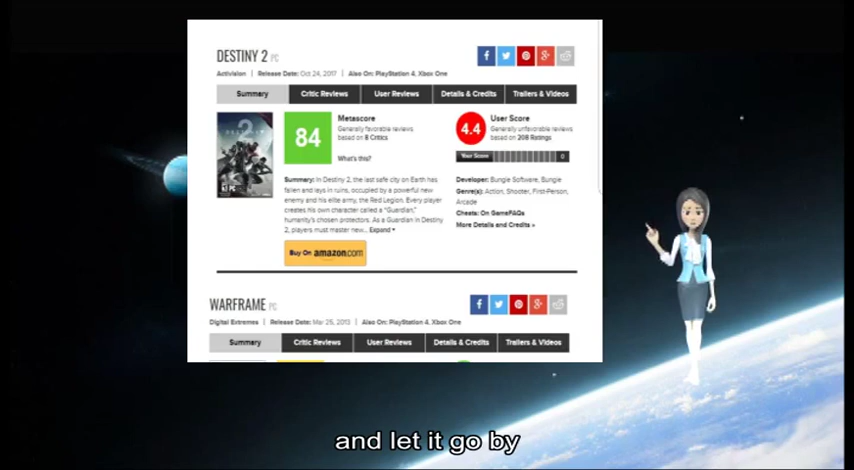 DESTINY 2 PC
Activision | Release Date: Oct 24, 2017 | Also On: PlayStation 4, Xbox One
Summary Critic Reviews User Reviews Details & Credits Trailers & Videos
84
Metascore
Generally favorable reviews
based on 8 Critics
What's this?
4.4
User Score
Generally unfavorable reviews
based on 208 Ratings
Your Score 0
Summary: In Destiny 2, the last safe city on Earth has
fallen and lays in ruins, occupied by a powerful new
enemy and his elite army, the Red Legion. Every player
creates his own character called a "Guardian,"
humanity's chosen protectors. As a Guardian in Destiny
2, players must master new... Expand
Buy On amazon.com
Developer: Bungie Software, Bungie
Genre(s): Action, Shooter, First-Person,
Arcade
Cheats: On GameFAQs
More Details and Credits »
WARFRAME PC
Digital Extremes | Release Date: Mar 25, 2013 | Also On: PlayStation 4, Xbox One
Summary Critic Reviews User Reviews Details & Credits Trailers & Videos
and let it go by